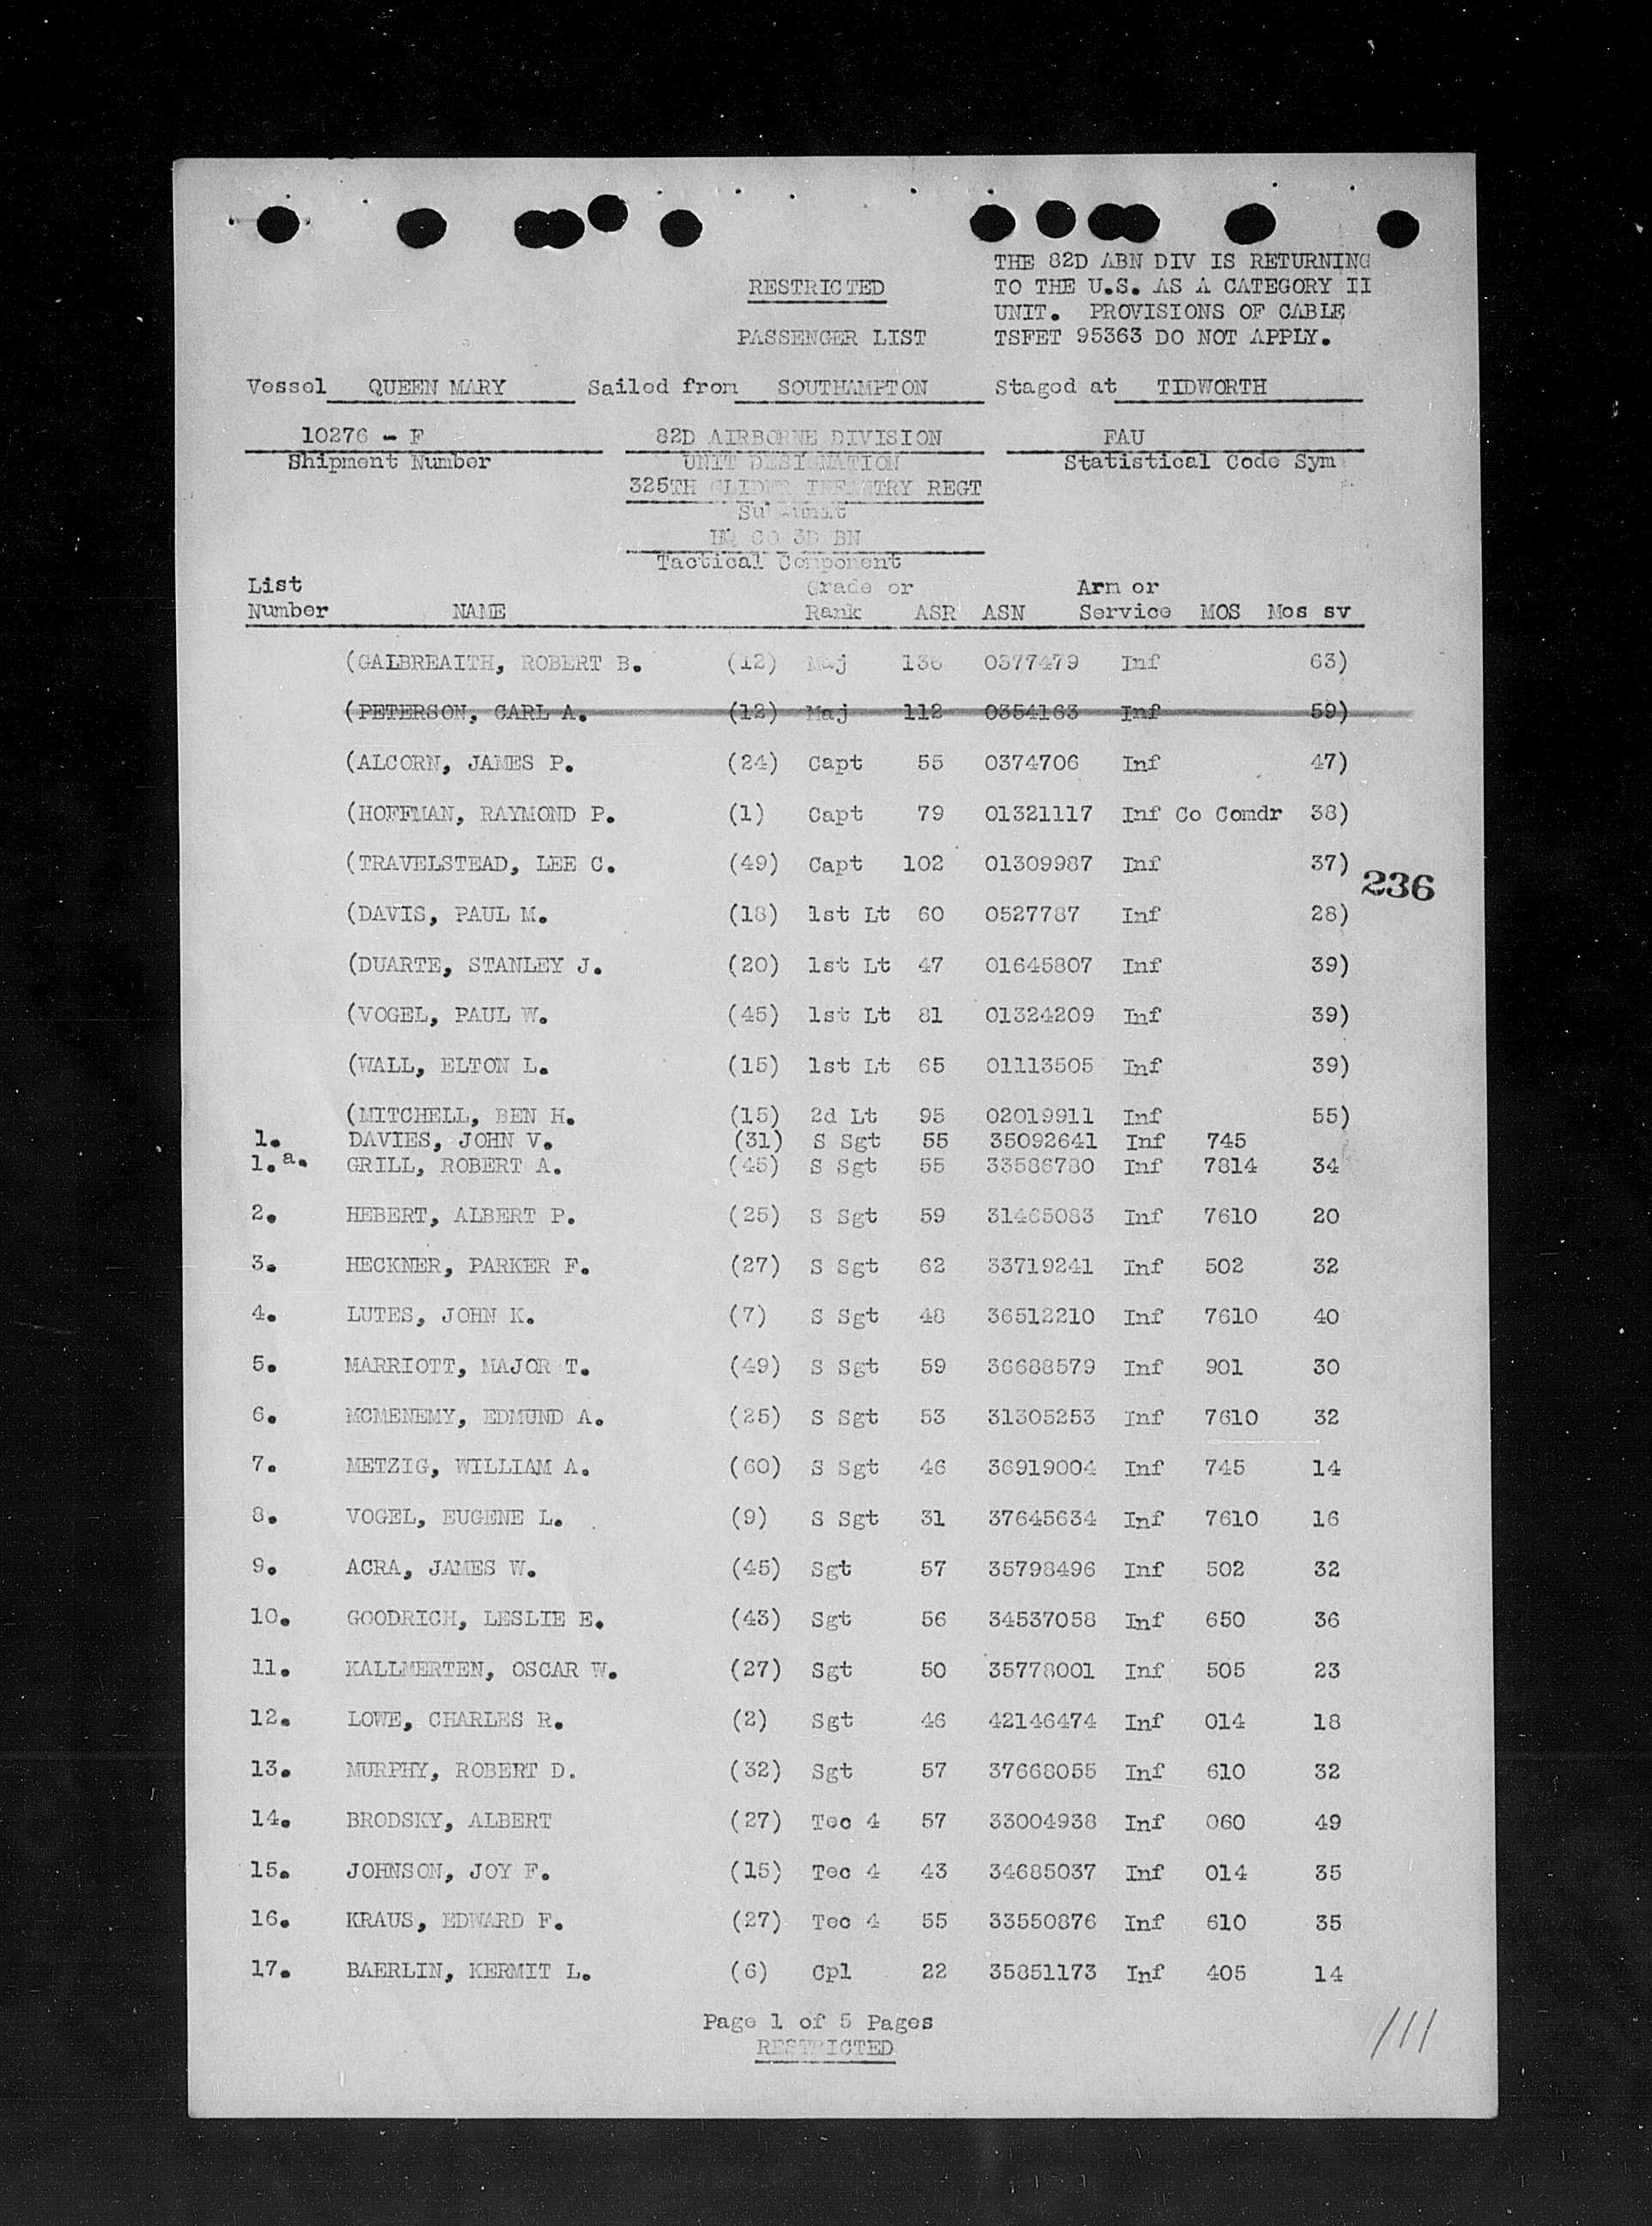 THE 82D ABN DIV IS RETURNING
RESTRICTED TO THE U.S. AS A CATEGORY II
UNIT. PROVISIONS OF CABLE
PASSENGER LIST TSFET 95363 DO NOT APPLY.
Vessel QUEEN MARY Sailed from SOUTHAMPTON Staged at TIDWORTH
10276 - F 82D AIRBORNE DIVISION FAU
Shipment Number UNIT DESIGNATION Statistical Code Sym
325TH GLIDER INFANTRY REGT
Subunit
HQ CO 3D BN
Tactical Component
List Grade or Arm or
Number NAME Rank ASR ASN Service MOS Mos sv
(GALBREAITH, ROBERT B. (12) Maj 136 0377479 Inf 63)
(PETERSON, CARL A. (12) Maj 112 0354163 Inf 59)
(ALCORN, JAMES P. (24) Capt 55 0374706 Inf 47)
(HOFFMAN, RAYMOND P. (1) Capt 79 01321117 Inf Co Comdr 38)
(TRAVELSTEAD, LEE C. (49) Capt 102 01309987 Inf 37)
236
(DAVIS, PAUL M. (18) 1st Lt 60 0527787 Inf 28)
(DUARTE, STANLEY J. (20) 1st Lt 47 01645807 Inf 39)
(VOGEL, PAUL W. (45) 1st Lt 81 01324209 Inf 39)
(WALL, ELTON L. (15) 1st Lt 65 01113505 Inf 39)
(MITCHELL, BEN H. (15) 2d Lt 95 02019911 Inf 55)
1. DAVIES, JOHN V. (31) S Sgt 55 35092641 Inf 745
1.a. GRILL, ROBERT A. (45) S Sgt 55 33586780 Inf 7814 34
2. HEBERT, ALBERT P. (25) S Sgt 59 31465083 Inf 7610 20
3. HECKNER, PARKER F. (27) S Sgt 62 33719241 Inf 502 32
4. LUTES, JOHN K. (7) S Sgt 48 36512210 Inf 7610 40
5. MARRIOTT, MAJOR T. (49) S Sgt 59 36688579 Inf 901 30
6. MCMENEMY, EDMUND A. (25) S Sgt 53 31305253 Inf 7610 32
7. METZIG, WILLIAM A. (60) S Sgt 46 36919004 Inf 745 14
8. VOGEL, EUGENE L. (9) S Sgt 31 37645634 Inf 7610 16
9. ACRA, JAMES W. (45) Sgt 57 35798496 Inf 502 32
10. GOODRICH, LESLIE E. (43) Sgt 56 34537058 Inf 650 36
11. KALLMERTEN, OSCAR W. (27) Sgt 50 35778001 Inf 505 23
12. LOWE, CHARLES R. (2) Sgt 46 42146474 Inf 014 18
13. MURPHY, ROBERT D. (32) Sgt 57 37668055 Inf 610 32
14. BRODSKY, ALBERT (27) Tec 4 57 33004938 Inf 060 49
15. JOHNSON, JOY F. (15) Tec 4 43 34685037 Inf 014 35
16. KRAUS, EDWARD F. (27) Tec 4 55 33550876 Inf 610 35
17. BAERLIN, KERMIT L. (6) Cpl 22 35851173 Inf 405 14
Page 1 of 5 Pages
RESTRICTED
111